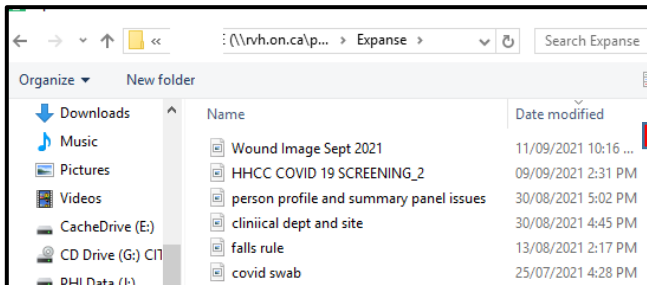 « E (\\rvh.on.ca\p... > Expanse > Search Expanse
Organize New folder
Downloads Name Date modified
Music Wound Image Sept 2021 11/09/2021 10:16 ...
Pictures HHCC COVID 19 SCREENING_2 09/09/2021 2:31 PM
Videos person profile and summary panel issues 30/08/2021 5:02 PM
CacheDrive (E:) cliniical dept and site 30/08/2021 4:45 PM
CD Drive (G:) CIT falls rule 13/08/2021 2:17 PM
PHI Data (I:) covid swab 25/07/2021 4:28 PM